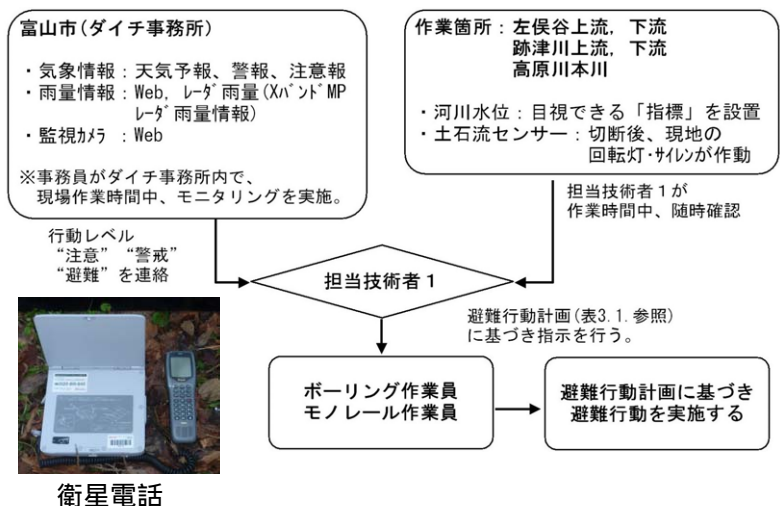 富山市(ダイチ事務所)
・気象情報：天気予報、警報、注意報
・雨量情報：Web, ﾚｰﾀﾞ雨量(XﾊﾞﾝﾄﾞMP
ﾚｰﾀﾞ雨量情報)
・監視ｶﾒﾗ：Web
※事務員がダイチ事務所内で、
現場作業時間中、モニタリングを実施。
作業箇所：左俣谷上流, 下流
跡津川上流, 下流
高原川本川
・河川水位：目視できる「指標」を設置
・土石流センサー：切断後、現地の
回転灯･ｻｲﾚﾝが作動
行動レベル
“注意” “警戒”
“避難”を連絡
担当技術者１が
作業時間中、随時確認
担当技術者１
避難行動計画(表3.1.参照)
に基づき指示を行う。
ボーリング作業員
モノレール作業員
避難行動計画に基づき
避難行動を実施する
衛星電話